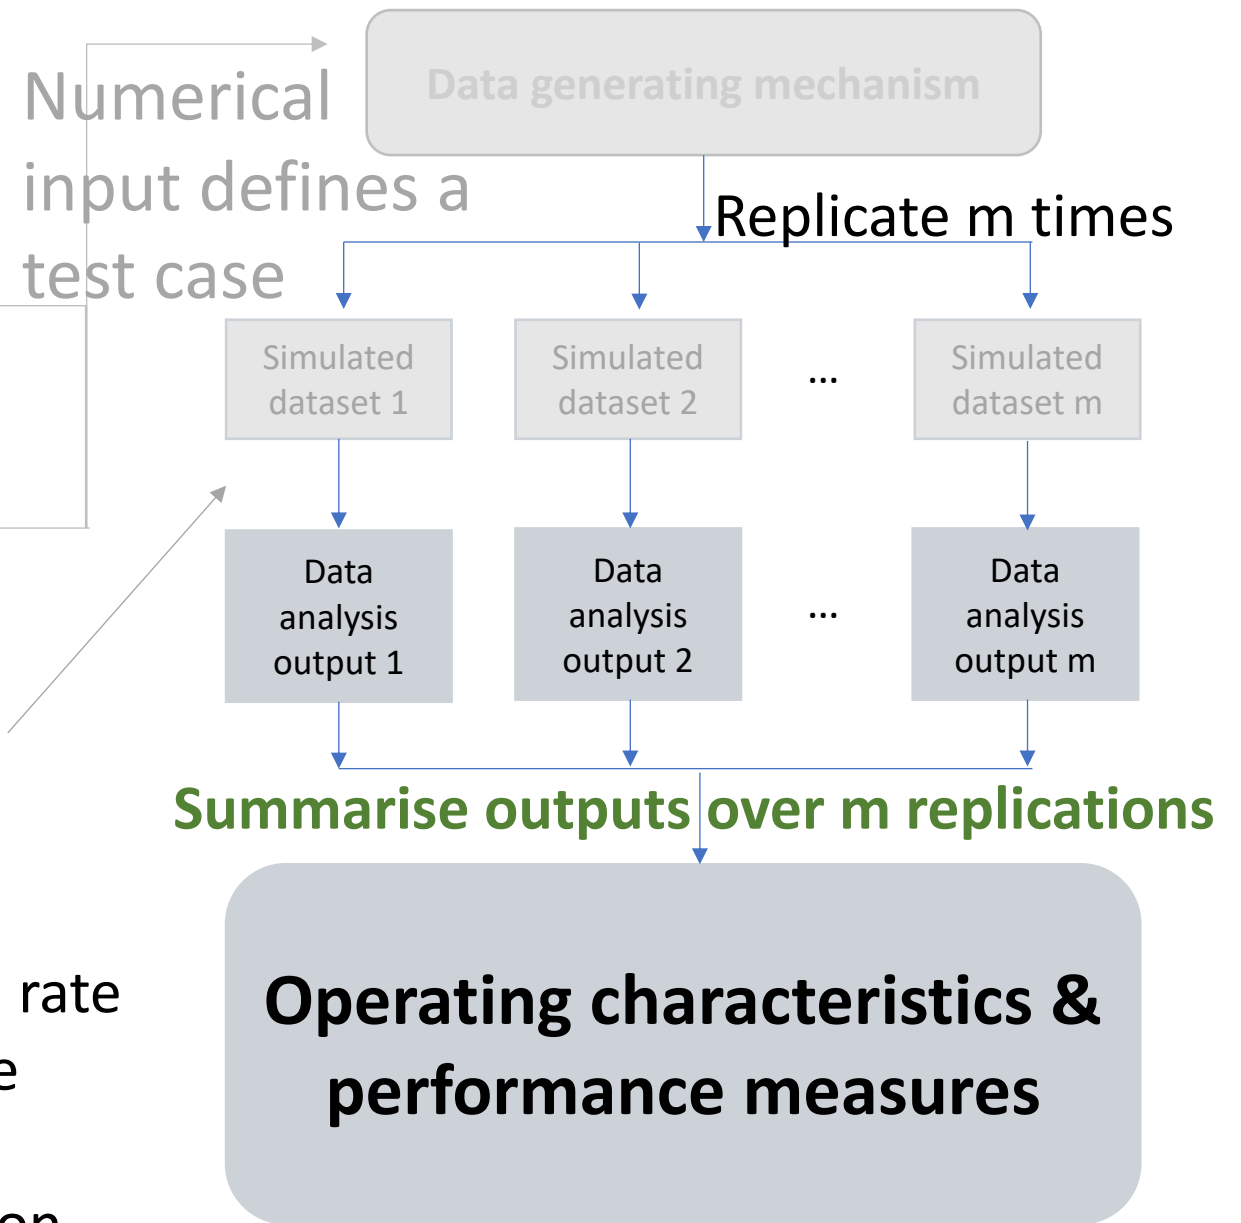 Data generating mechanism
Numerical
input defines a
test case
Replicate m times
Simulated
dataset 1
Simulated
dataset 2
...
Simulated
dataset m
Data
analysis
output 1
Data
analysis
output 2
...
Data
analysis
output m
Summarise outputs over m replications
rate
e
on
Operating characteristics &
performance measures